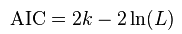 AIC = 2k − 2 ln(L)